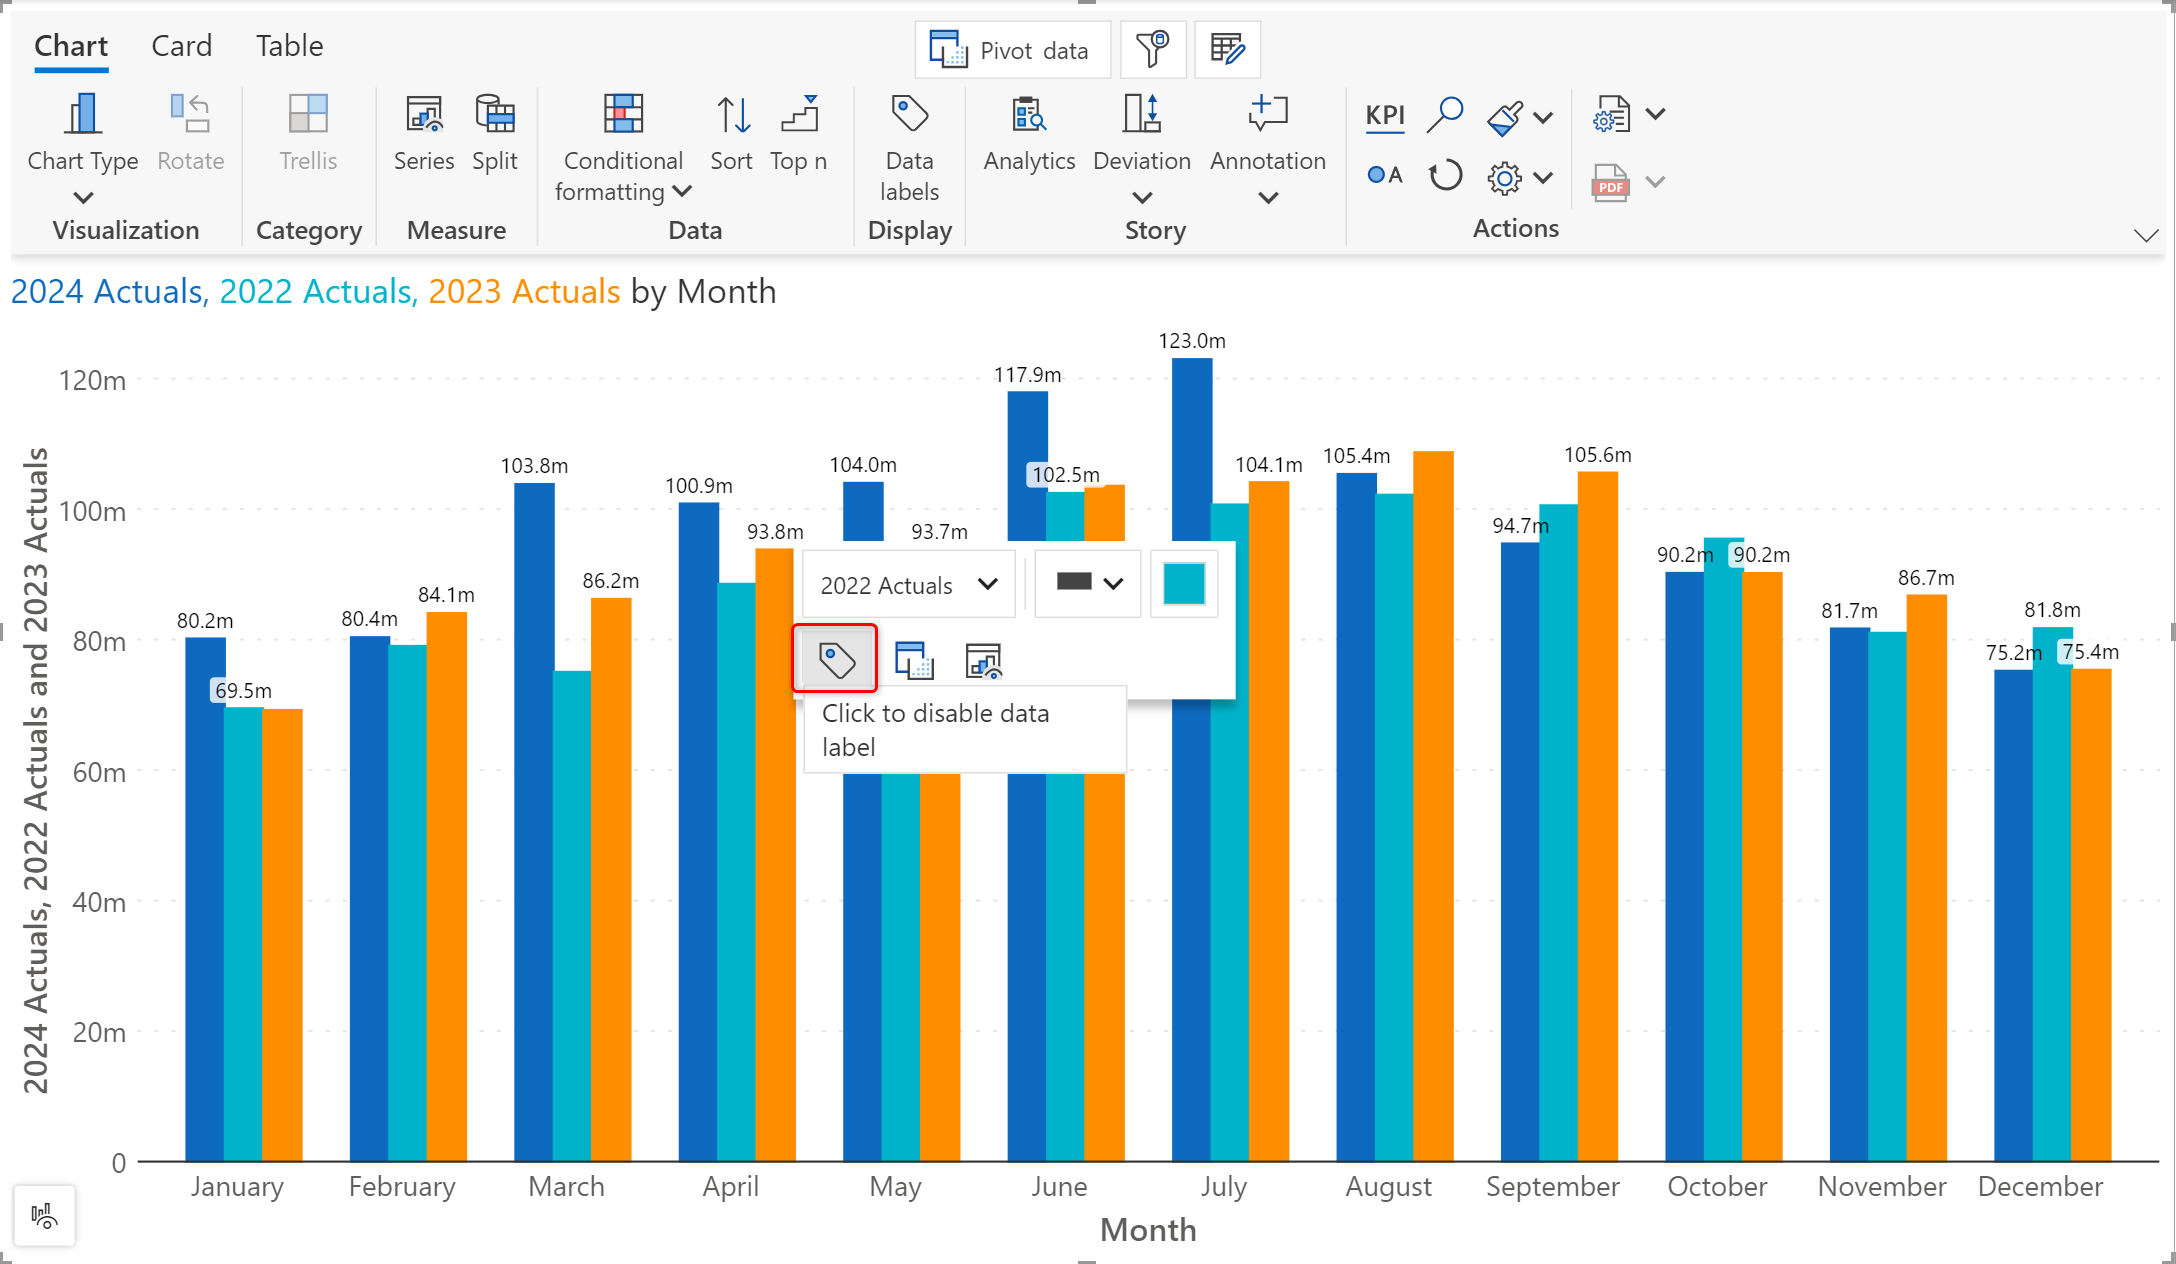 Chart Card Table
Pivot data
Chart Type Rotate Trellis Series Split Conditional formatting Sort Top n Data labels Analytics Deviation Annotation KPI
A
PDF
Visualization Category Measure Data Display Story Actions
2024 Actuals, 2022 Actuals, 2023 Actuals by Month
2024 Actuals, 2022 Actuals and 2023 Actuals
120m
100m
80m
60m
40m
20m
0
80.2m
69.5m
80.4m
84.1m
103.8m
86.2m
100.9m
93.8m
104.0m
93.7m
117.9m
102.5m
123.0m
104.1m
105.4m
94.7m
105.6m
90.2m
90.2m
81.7m
86.7m
75.2m
81.8m
75.4m
2022 Actuals
Click to disable data
label
January February March April May June July August September October November December
Month